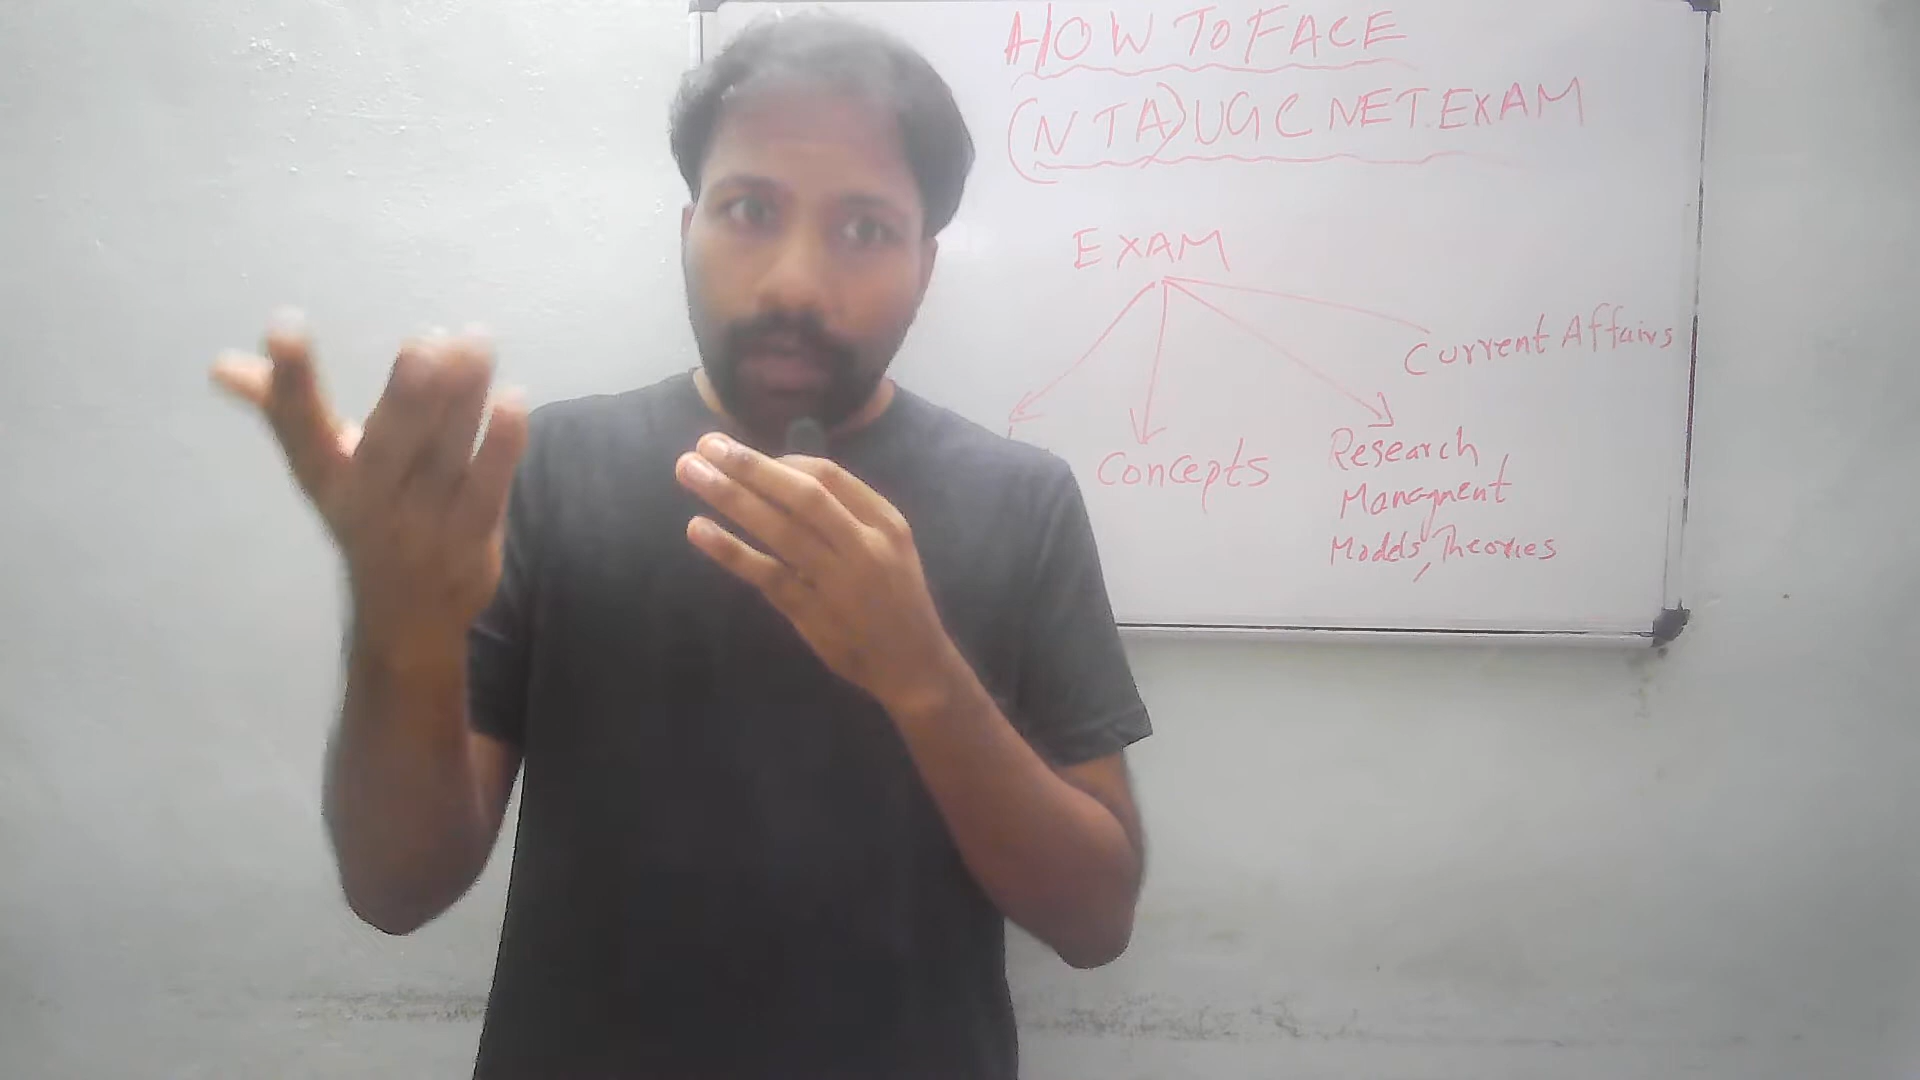 HOW TO FACE
(NTA) UGC NET. EXAM
EXAM
Current Affairs
Concepts
Research
Managment
Models, Theories